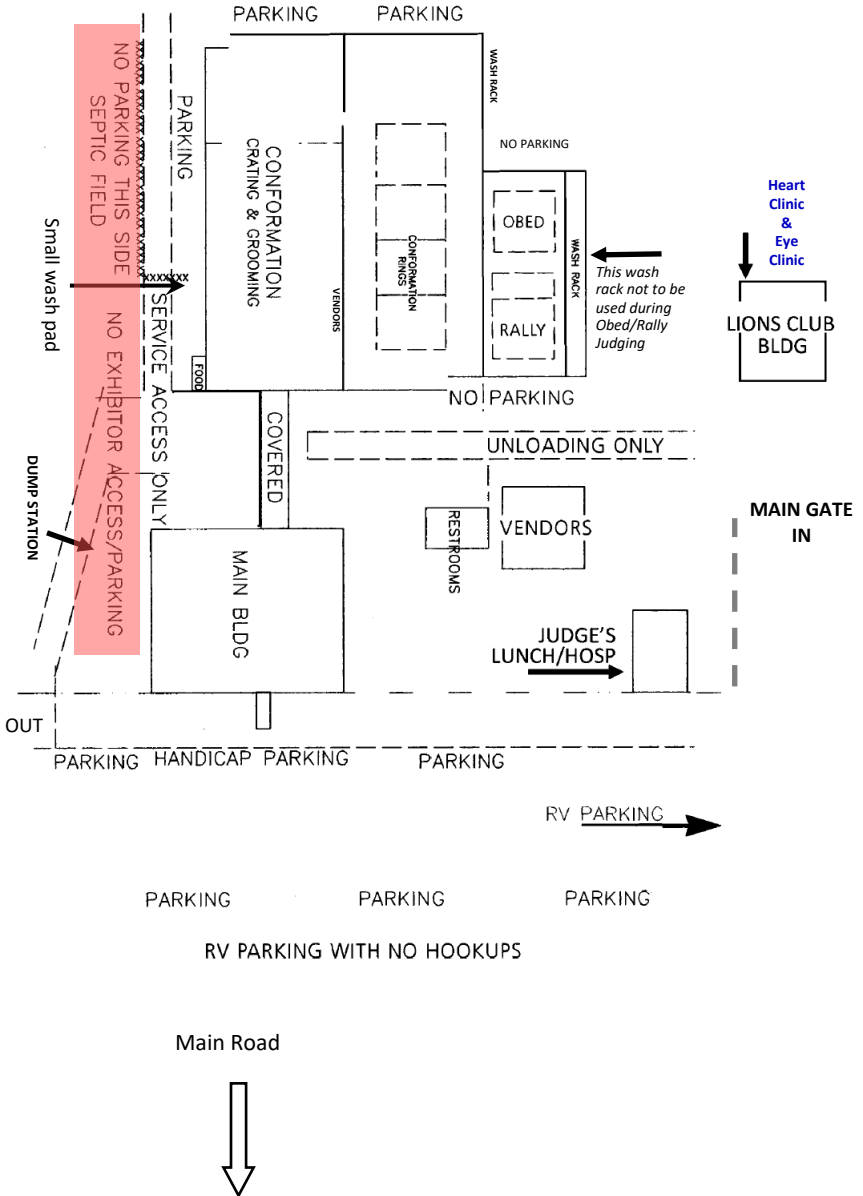 PARKING
PARKING
NO PARKING THIS SIDE
SEPTIC FIELD
PARKING
WASH RACK
NO PARKING
CONFORMATION
CRATING & GROOMING
CONFORMATION
RINGS
OBED
WASH RACK
This wash
rack not to be
used during
Obed/Rally
Judging
Heart
Clinic
&
Eye
Clinic
LIONS CLUB
BLDG
Small wash pad
XXXXXXX
VENDORS
RALLY
FOOD
SERVICE ACCESS ONLY
NO EXHIBITOR ACCESS/PARKING
NO PARKING
COVERED
UNLOADING ONLY
DUMP STATION
RESTROOMS
VENDORS
MAIN GATE
IN
MAIN BLDG
JUDGE'S
LUNCH/HOSP
OUT
PARKING
HANDICAP PARKING
PARKING
RV PARKING
PARKING
PARKING
PARKING
RV PARKING WITH NO HOOKUPS
Main Road